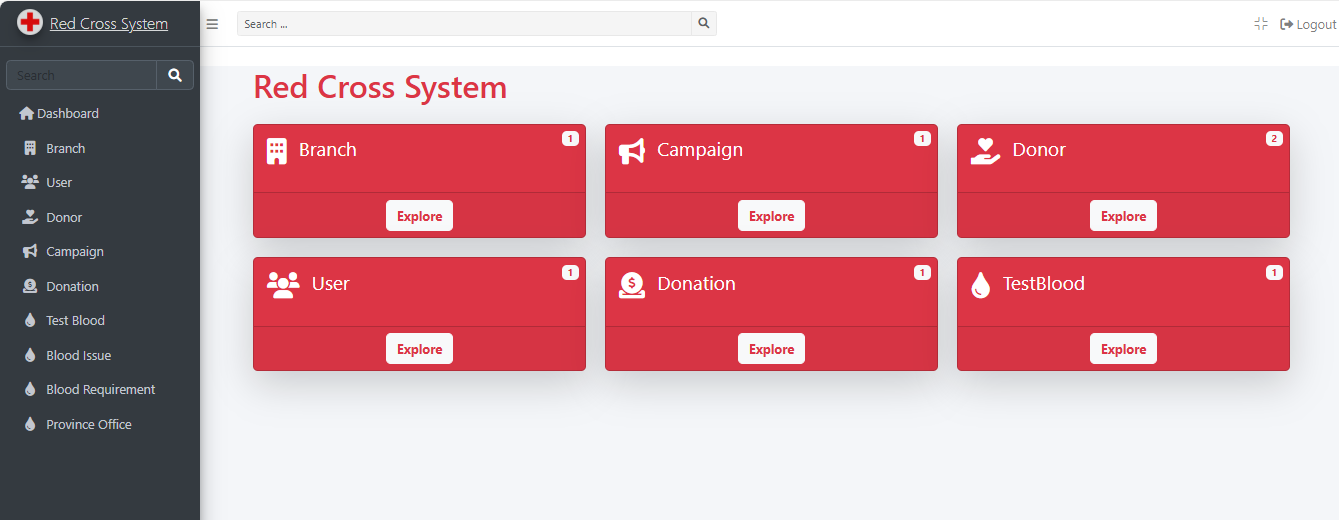 Red Cross System
Search ...
Logout
Search
Dashboard
Branch
User
Donor
Campaign
Donation
Test Blood
Blood Issue
Blood Requirement
Province Office
Red Cross System
Branch
1
Explore
Campaign
1
Explore
Donor
2
Explore
User
1
Explore
Donation
1
Explore
TestBlood
1
Explore